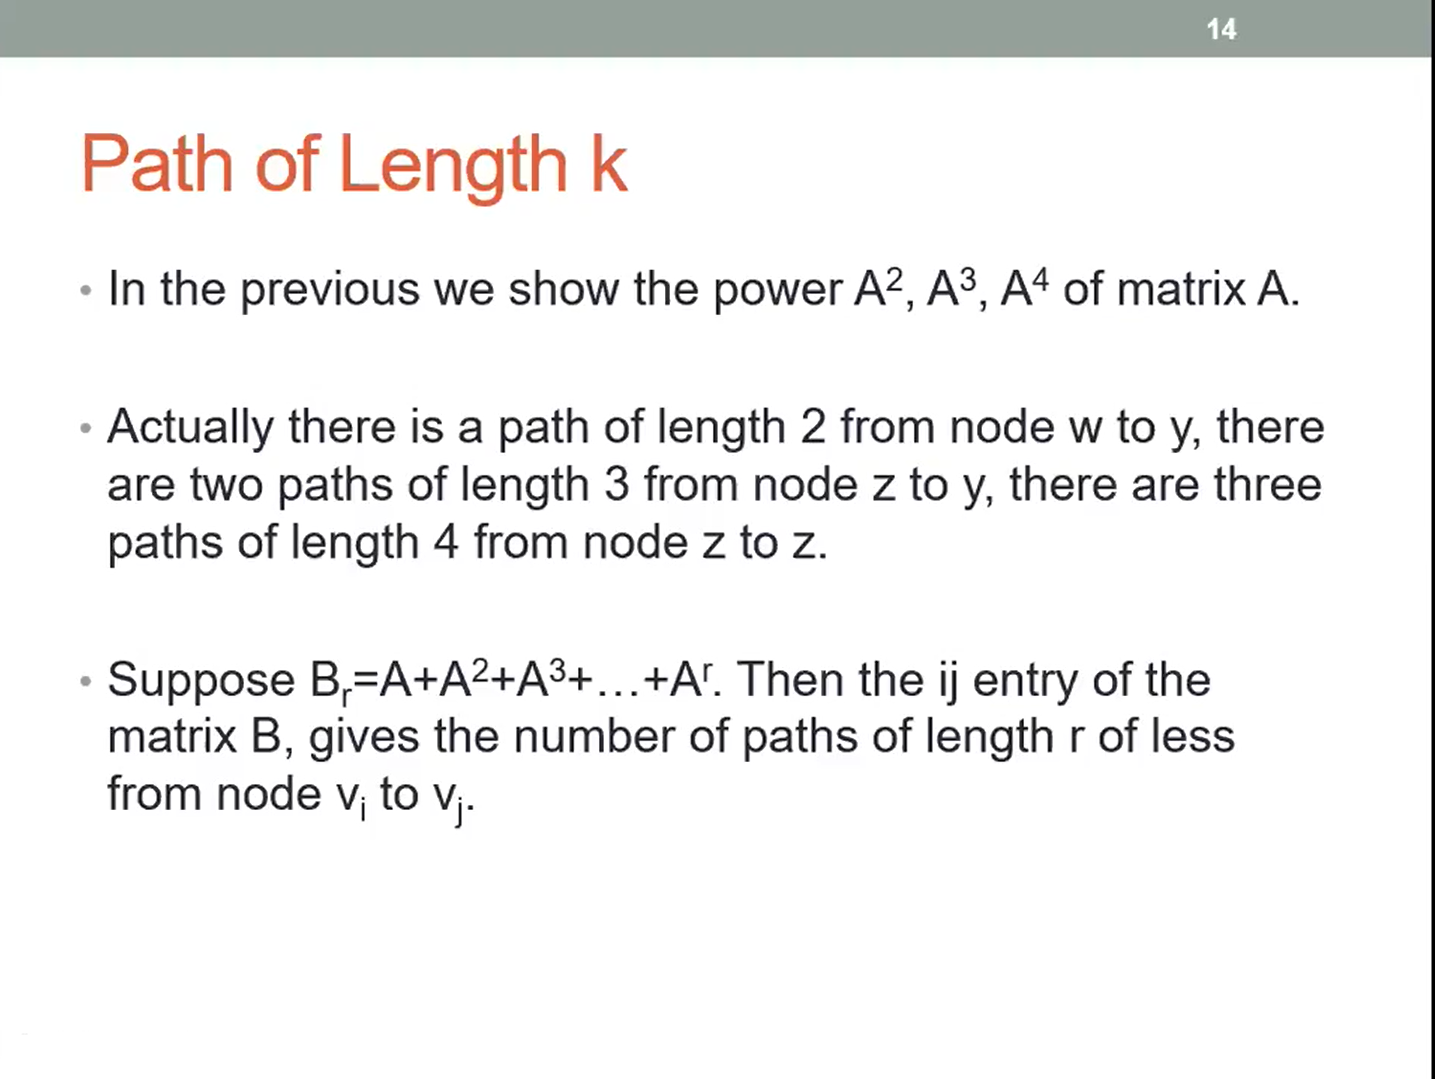 14
Path of Length k
• In the previous we show the power A², A³, A⁴ of matrix A.
• Actually there is a path of length 2 from node w to y, there
are two paths of length 3 from node z to y, there are three
paths of length 4 from node z to z.
• Suppose Bᵣ=A+A²+A³+…+Aʳ. Then the ij entry of the
matrix B, gives the number of paths of length r of less
from node vᵢ to vⱼ.